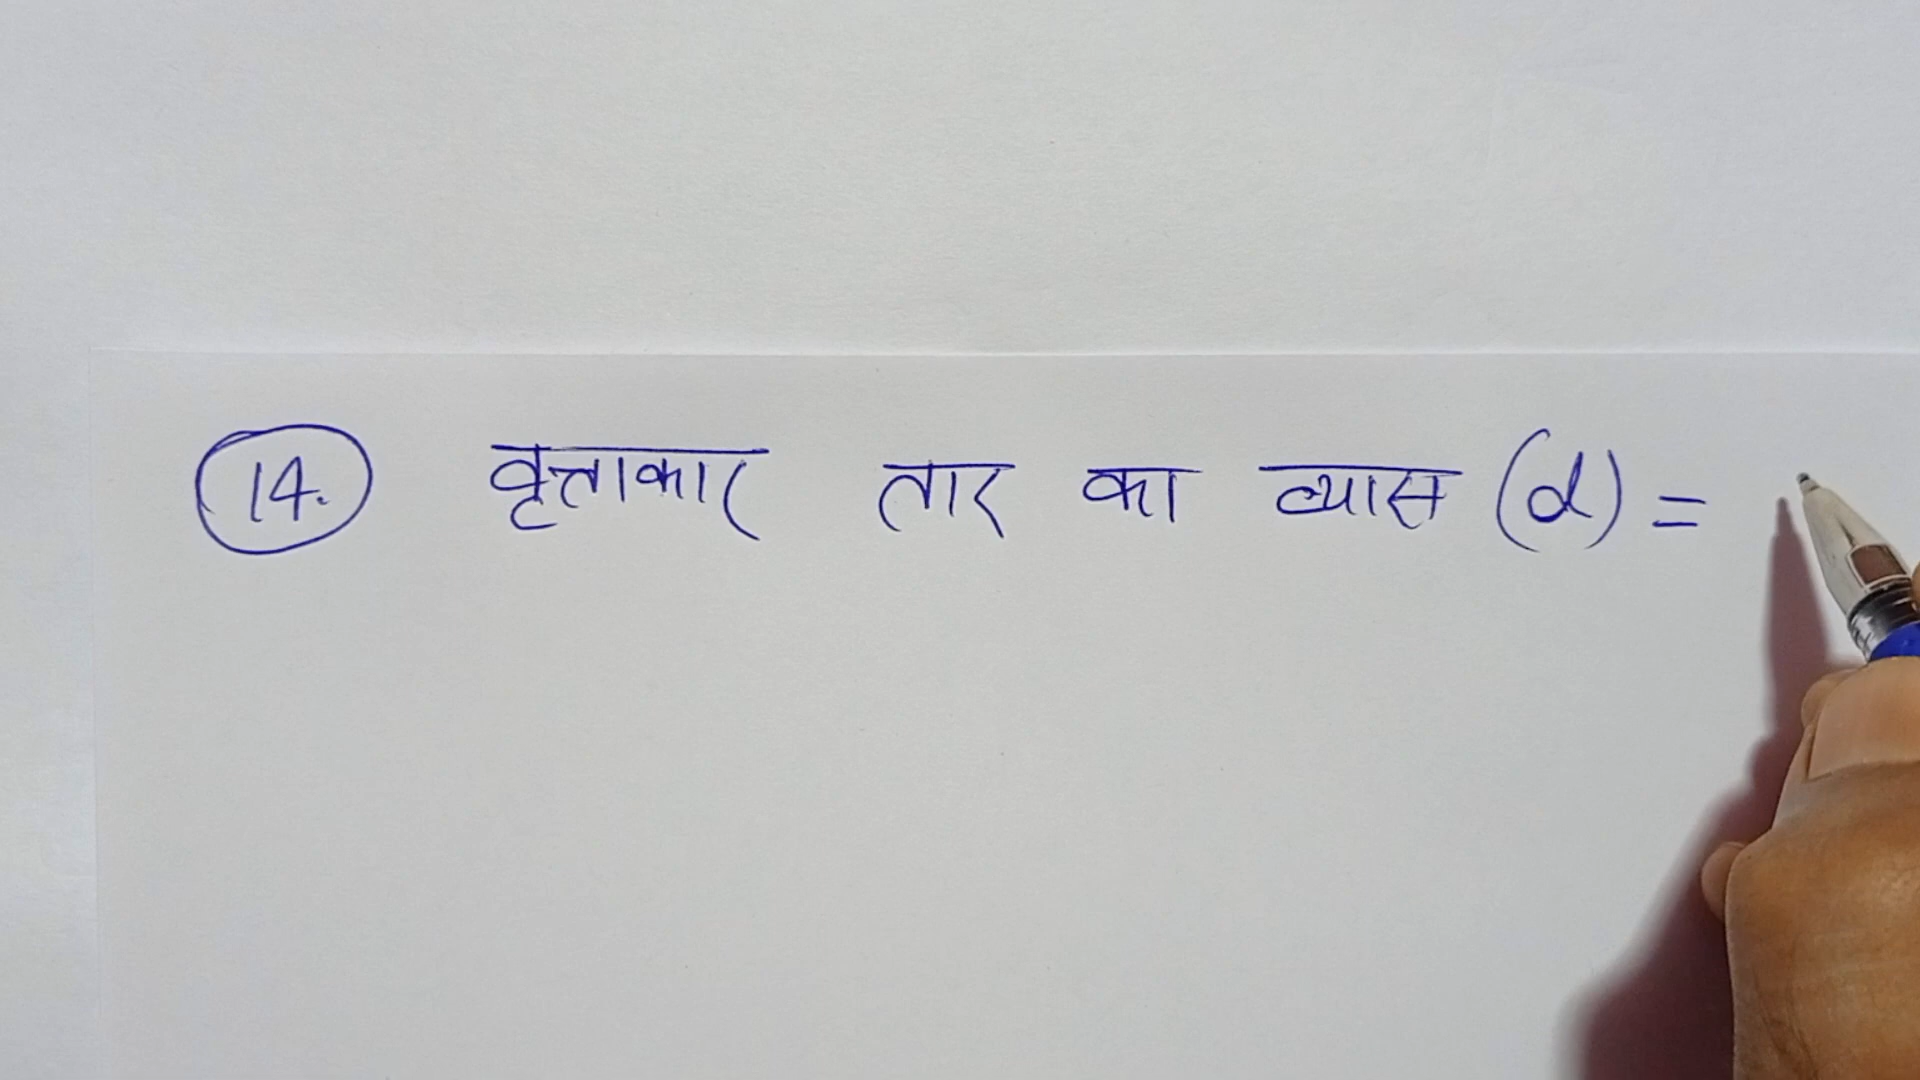 14. वृत्ताकार तार का व्यास (d) =